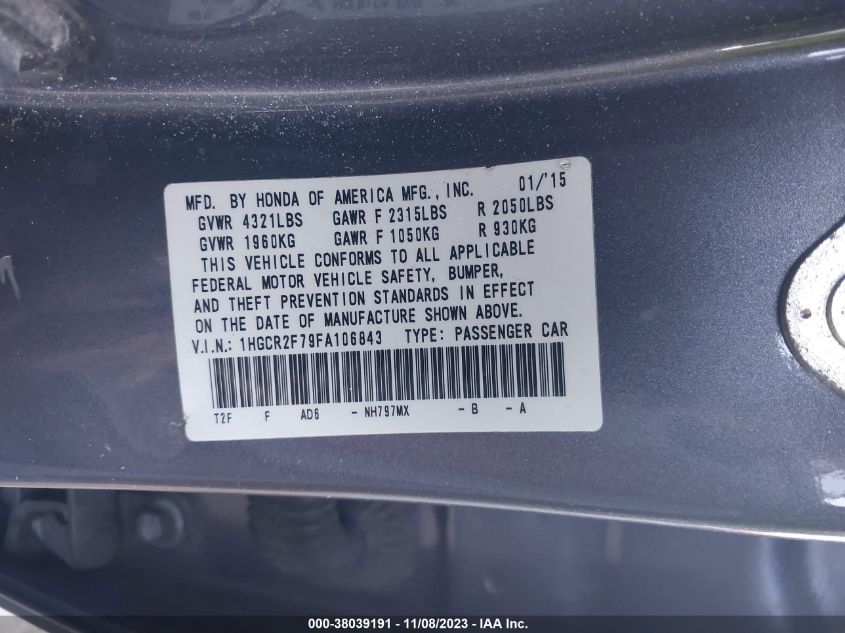 MFD. BY HONDA OF AMERICA MFG., INC. 01/'15
GVWR 4321LBS GAWR F 2315LBS R 2050LBS
GVWR 1960KG GAWR F 1050KG R 930KG
THIS VEHICLE CONFORMS TO ALL APPLICABLE
FEDERAL MOTOR VEHICLE SAFETY, BUMPER,
AND THEFT PREVENTION STANDARDS IN EFFECT
ON THE DATE OF MANUFACTURE SHOWN ABOVE.
V.I.N.: 1HGCR2F79FA106843 TYPE: PASSENGER CAR
T2F F AD6 - NH797MX - B - A
000-38039191 - 11/08/2023 - IAA Inc.